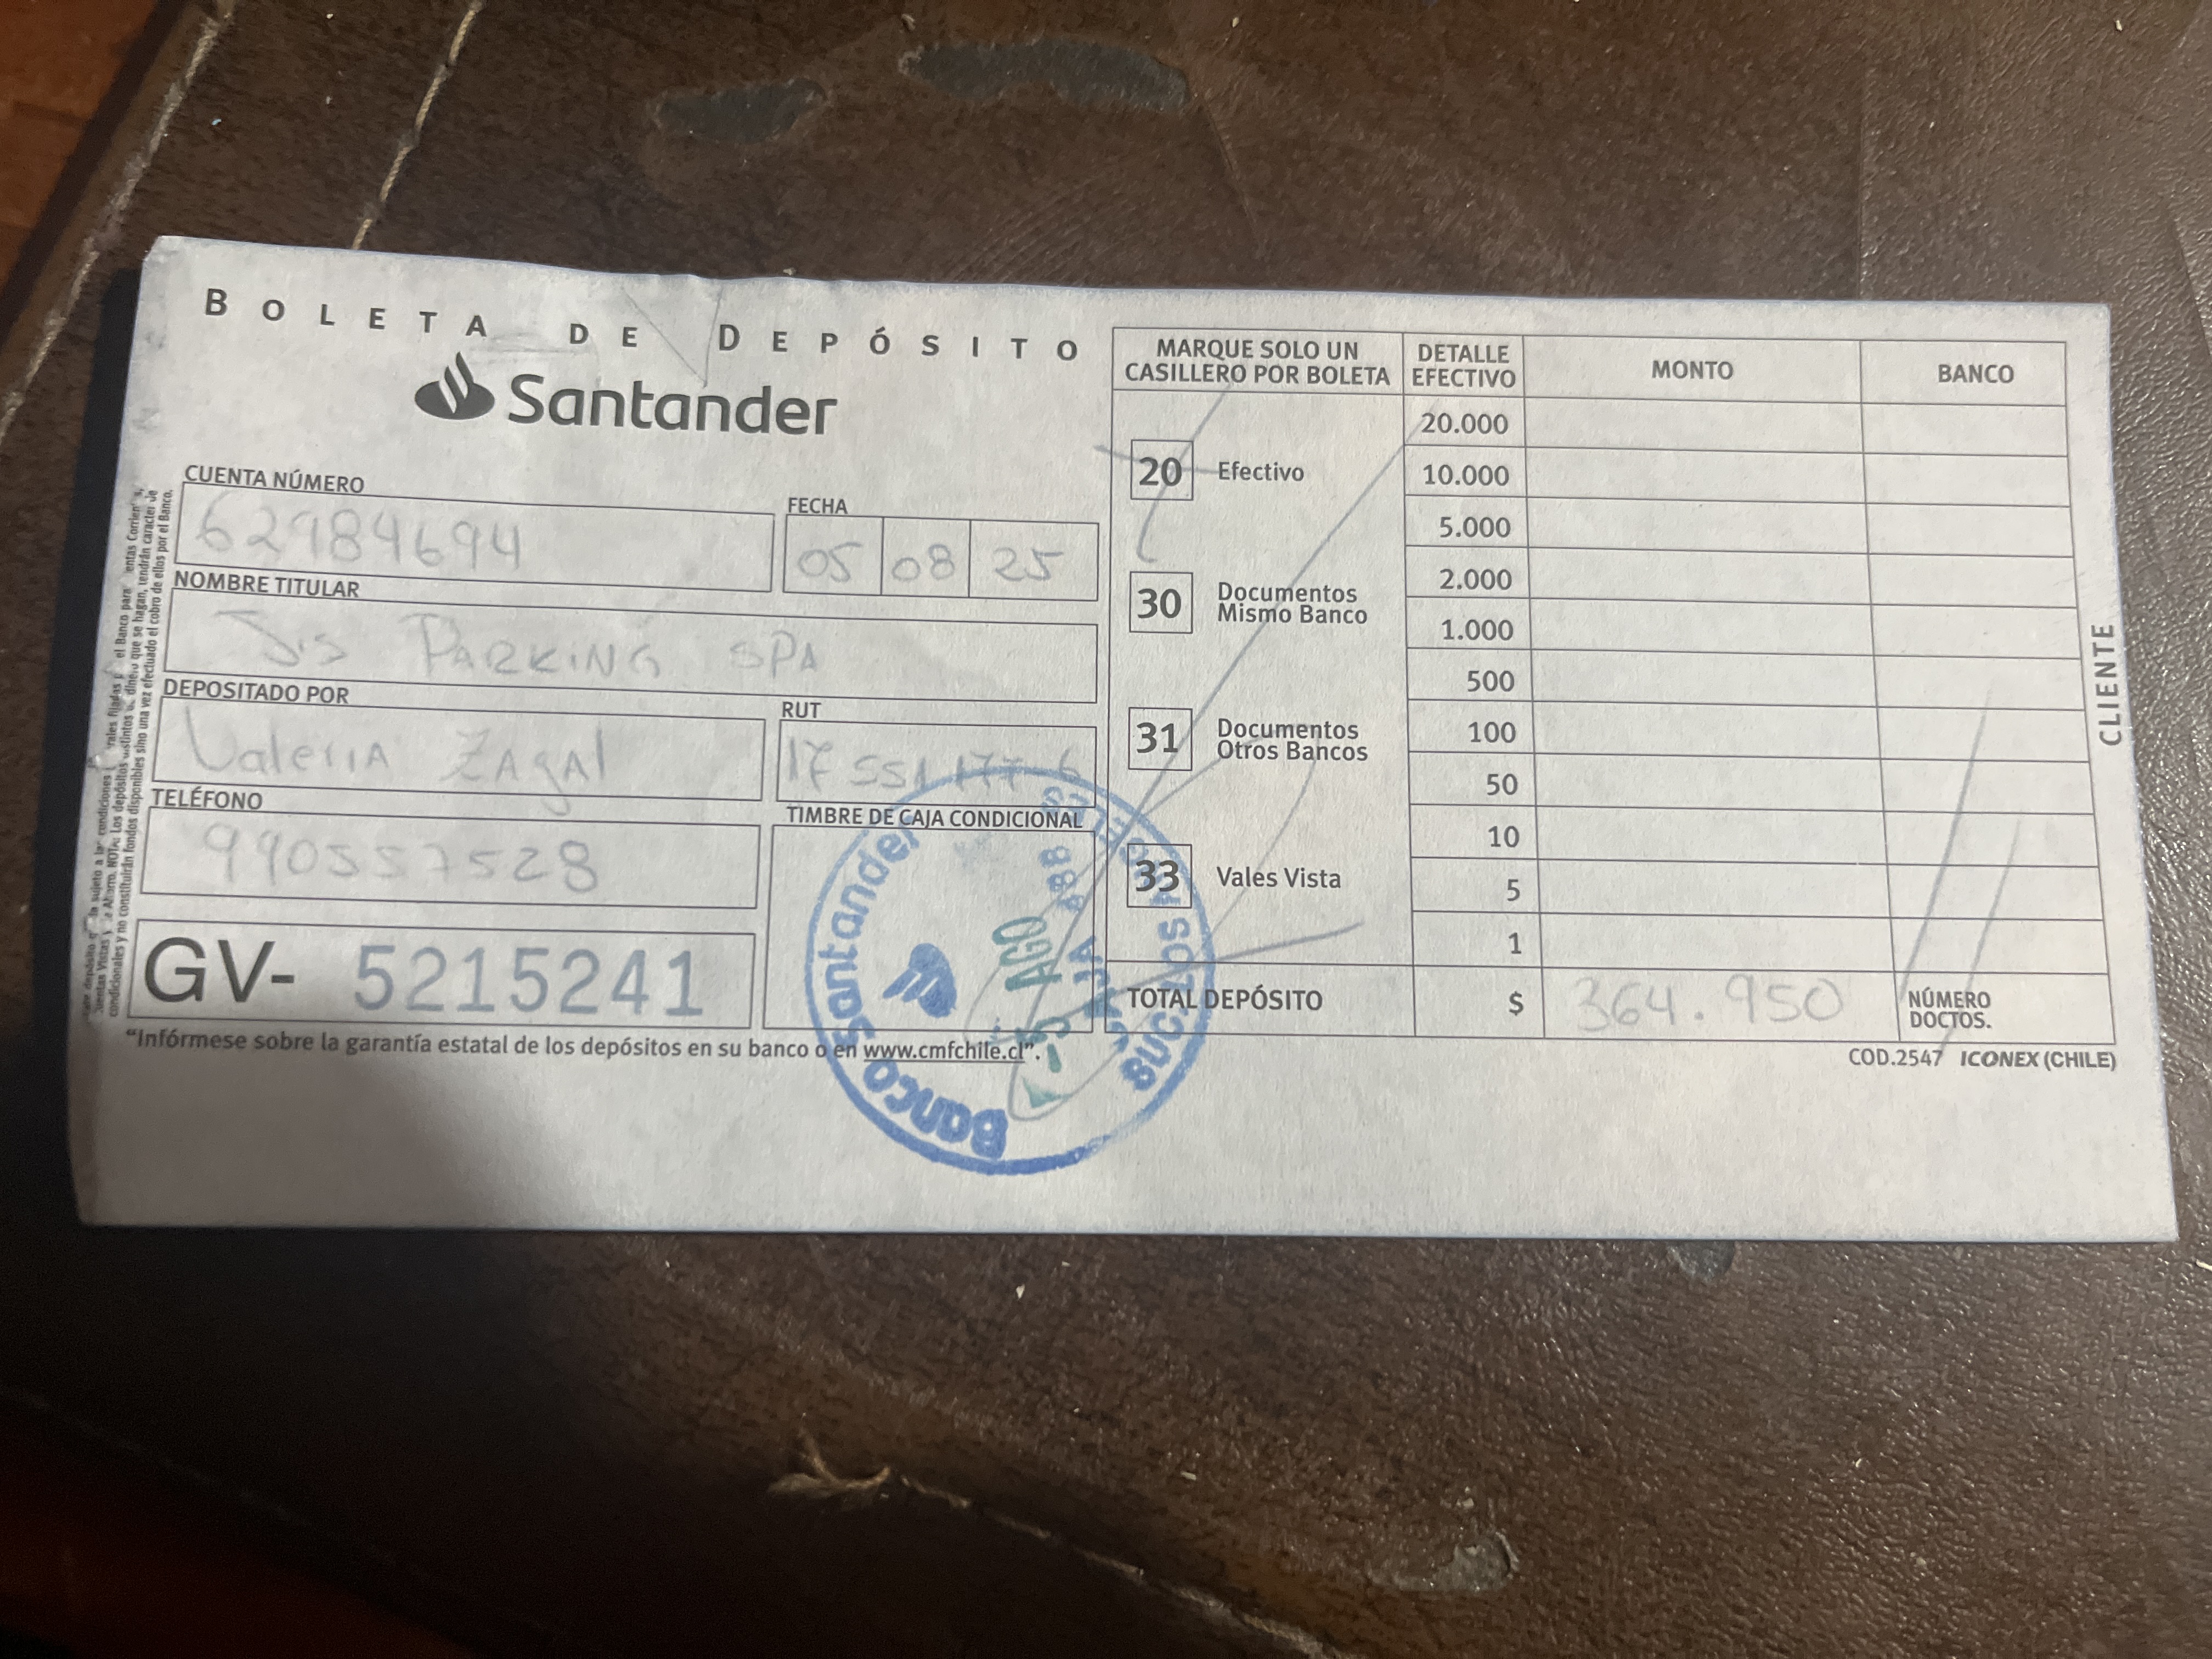 BOLETA DE DEPÓSITO
Santander
CUENTA NÚMERO
62984694
FECHA
05 08 25
NOMBRE TITULAR
Jis PARKING SPA
DEPOSITADO POR
Valeria Zagal
RUT
17 551 177 6
TELÉFONO
990557528
TIMBRE DE CAJA CONDICIONAL
GV- 5215241
"Infórmese sobre la garantía estatal de los depósitos en su banco o en www.cmfchile.cl".
MARQUE SOLO UN CASILLERO POR BOLETA
20 Efectivo
30 Documentos Mismo Banco
31 Documentos Otros Bancos
33 Vales Vista
DETALLE EFECTIVO
MONTO
BANCO
20.000
10.000
5.000
2.000
1.000
500
100
50
10
5
1
TOTAL DEPÓSITO $ 364.950
NÚMERO DOCTOS.
COD.2547 ICONEX (CHILE)
CLIENTE
Banco Santander
AGO